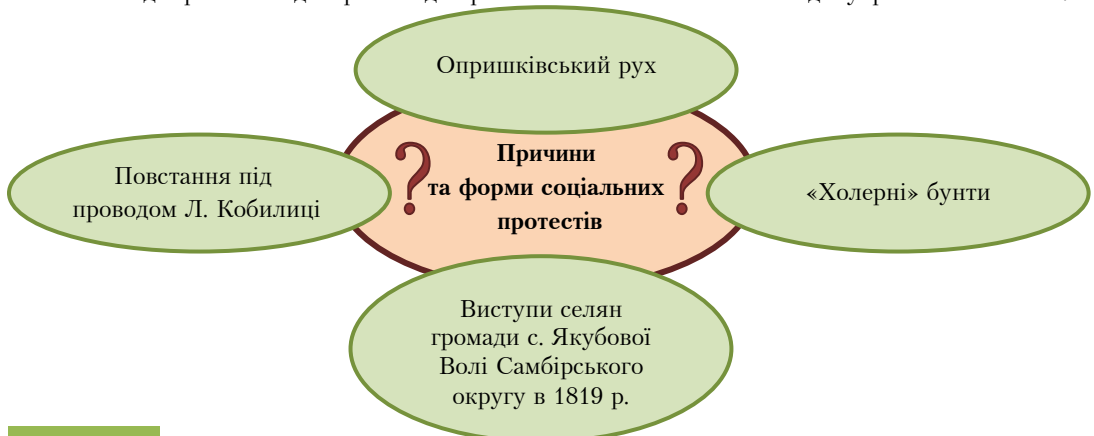 Опришківський рух
Причини
та форми соціальних
протестів
?
?
Повстання під
проводом Л. Кобилиці
«Холерні» бунти
Виступи селян
громади с. Якубової
Волі Самбірського
округу в 1819 р.